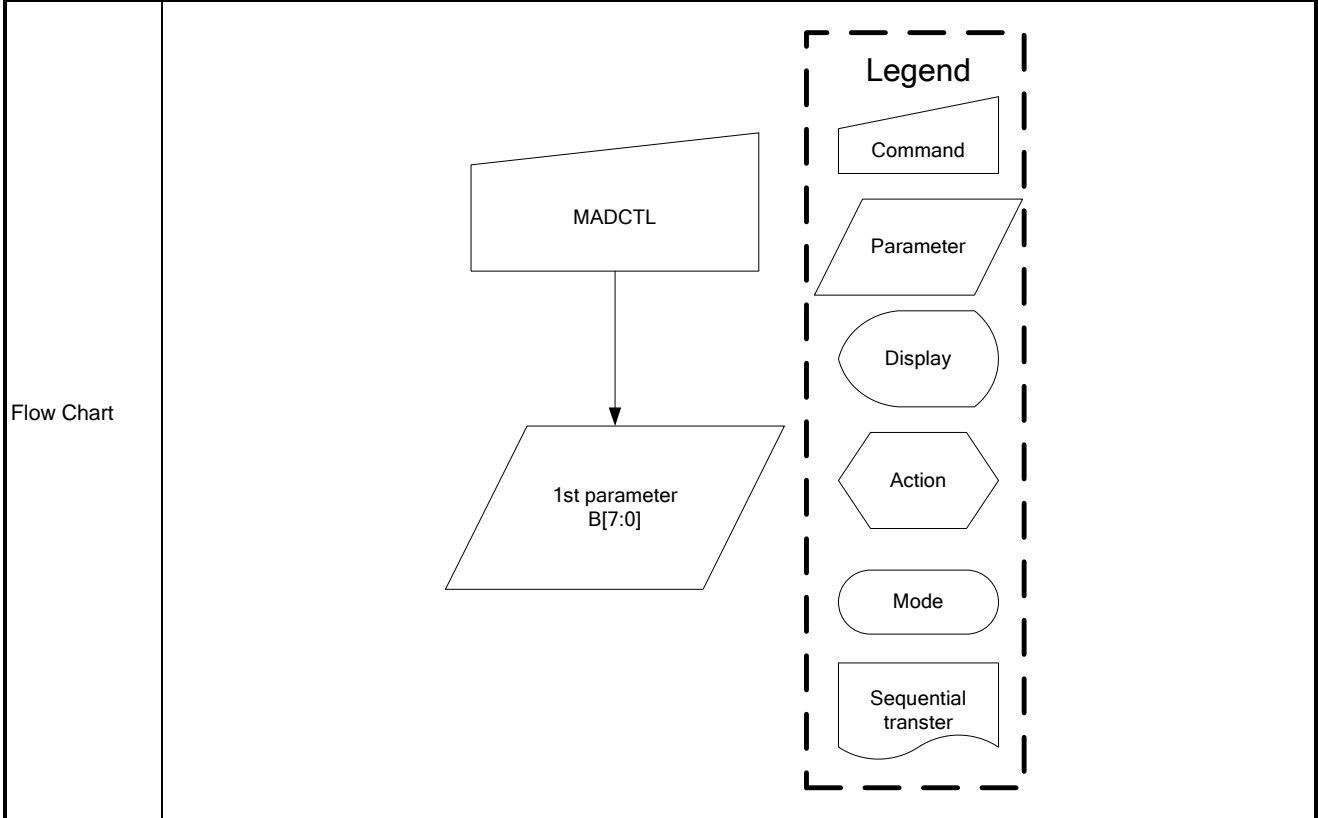 Flow Chart
MADCTL
1st parameter
B[7:0]
Legend
Command
Parameter
Display
Action
Mode
Sequential
transter